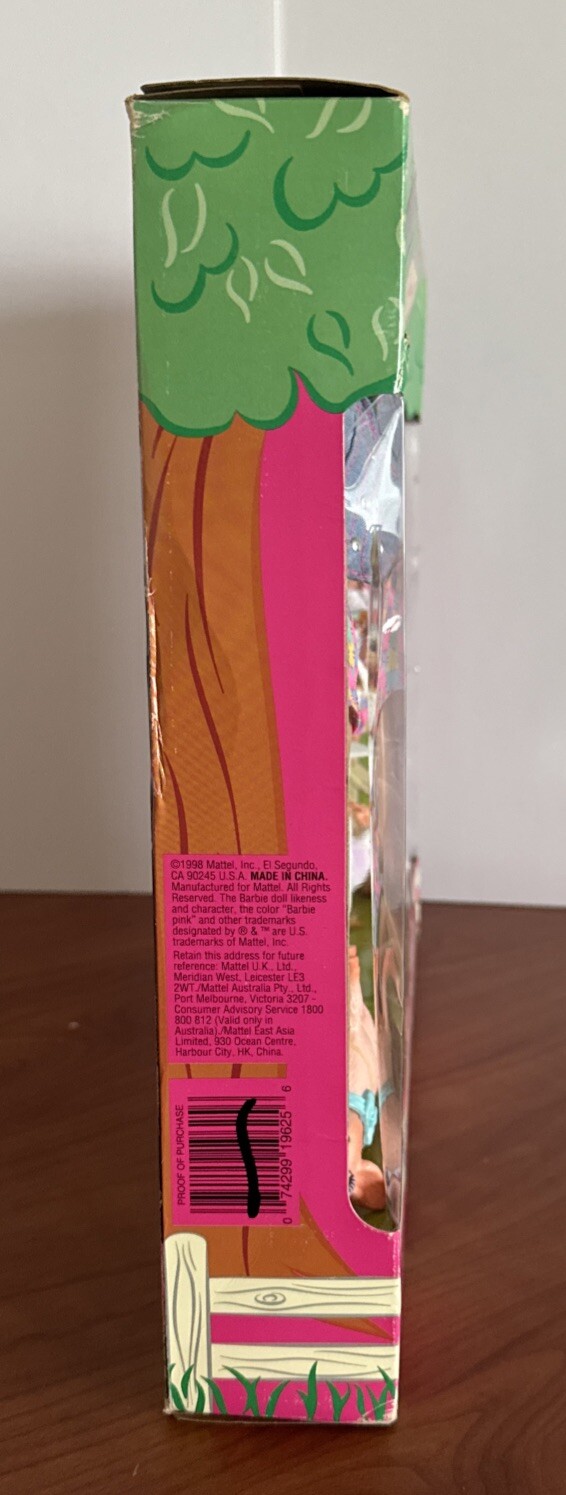 ©1998 Mattel, Inc., El Segundo,
CA 90245 U.S.A. MADE IN CHINA.
Manufactured for Mattel. All Rights
Reserved. The Barbie doll likeness
and character, the color "Barbie
pink" and other trademarks
designated by ® & ™ are U.S.
trademarks of Mattel, Inc.
Retain this address for future
reference: Mattel U.K., Ltd.,
Meridian West, Leicester LE3
2WT./Mattel Australia Pty., Ltd.,
Port Melbourne, Victoria 3207 -
Consumer Advisory Service 1800
800 812 (Valid only in
Australia)./Mattel East Asia
Limited, 930 Ocean Centre,
Harbour City, HK, China.
PROOF OF PURCHASE
0 74299 19625 6